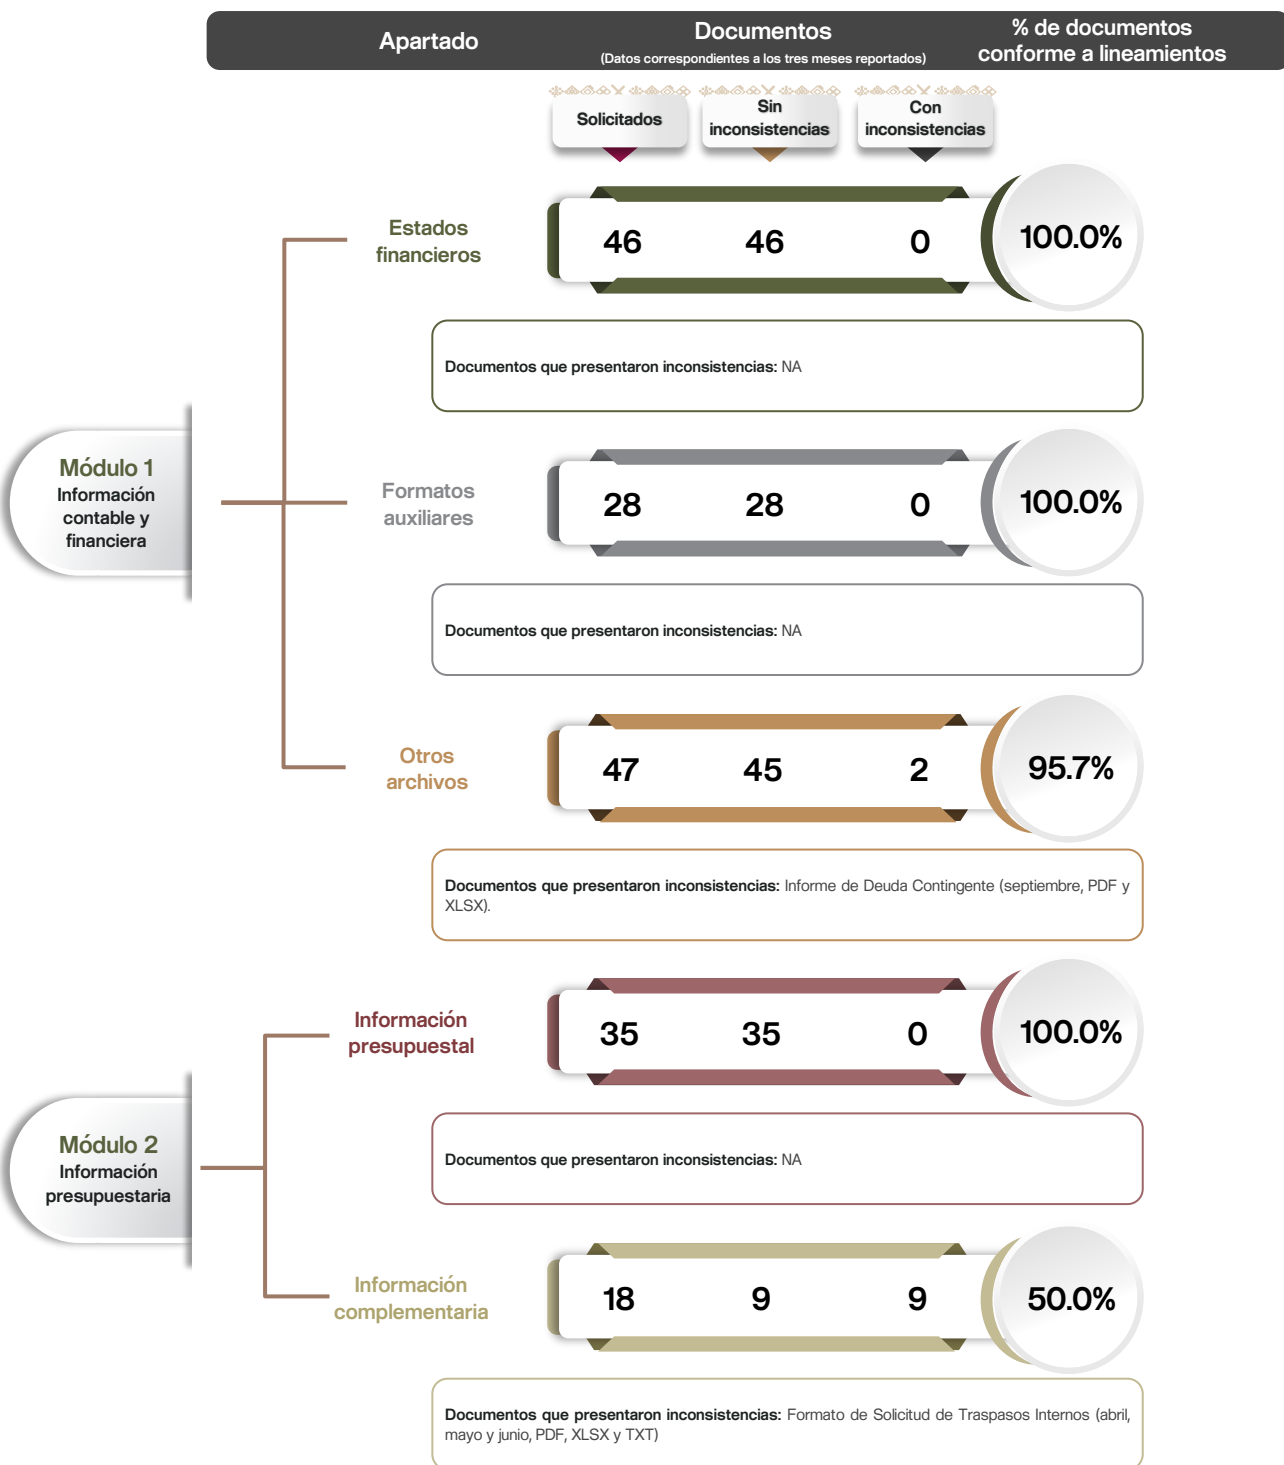 Apartado
Documentos
(Datos correspondientes a los tres meses reportados)
% de documentos
conforme a lineamientos
Solicitados
Sin
inconsistencias
Con
inconsistencias
Módulo 1
Información
contable y
financiera
Estados
financieros
46 46 0 100.0%
Documentos que presentaron inconsistencias: NA
Formatos
auxiliares
28 28 0 100.0%
Documentos que presentaron inconsistencias: NA
Otros
archivos
47 45 2 95.7%
Documentos que presentaron inconsistencias: Informe de Deuda Contingente (septiembre, PDF y
XLSX).
Módulo 2
Información
presupuestaria
Información
presupuestal
35 35 0 100.0%
Documentos que presentaron inconsistencias: NA
Información
complementaria
18 9 9 50.0%
Documentos que presentaron inconsistencias: Formato de Solicitud de Traspasos Internos (abril,
mayo y junio, PDF, XLSX y TXT)